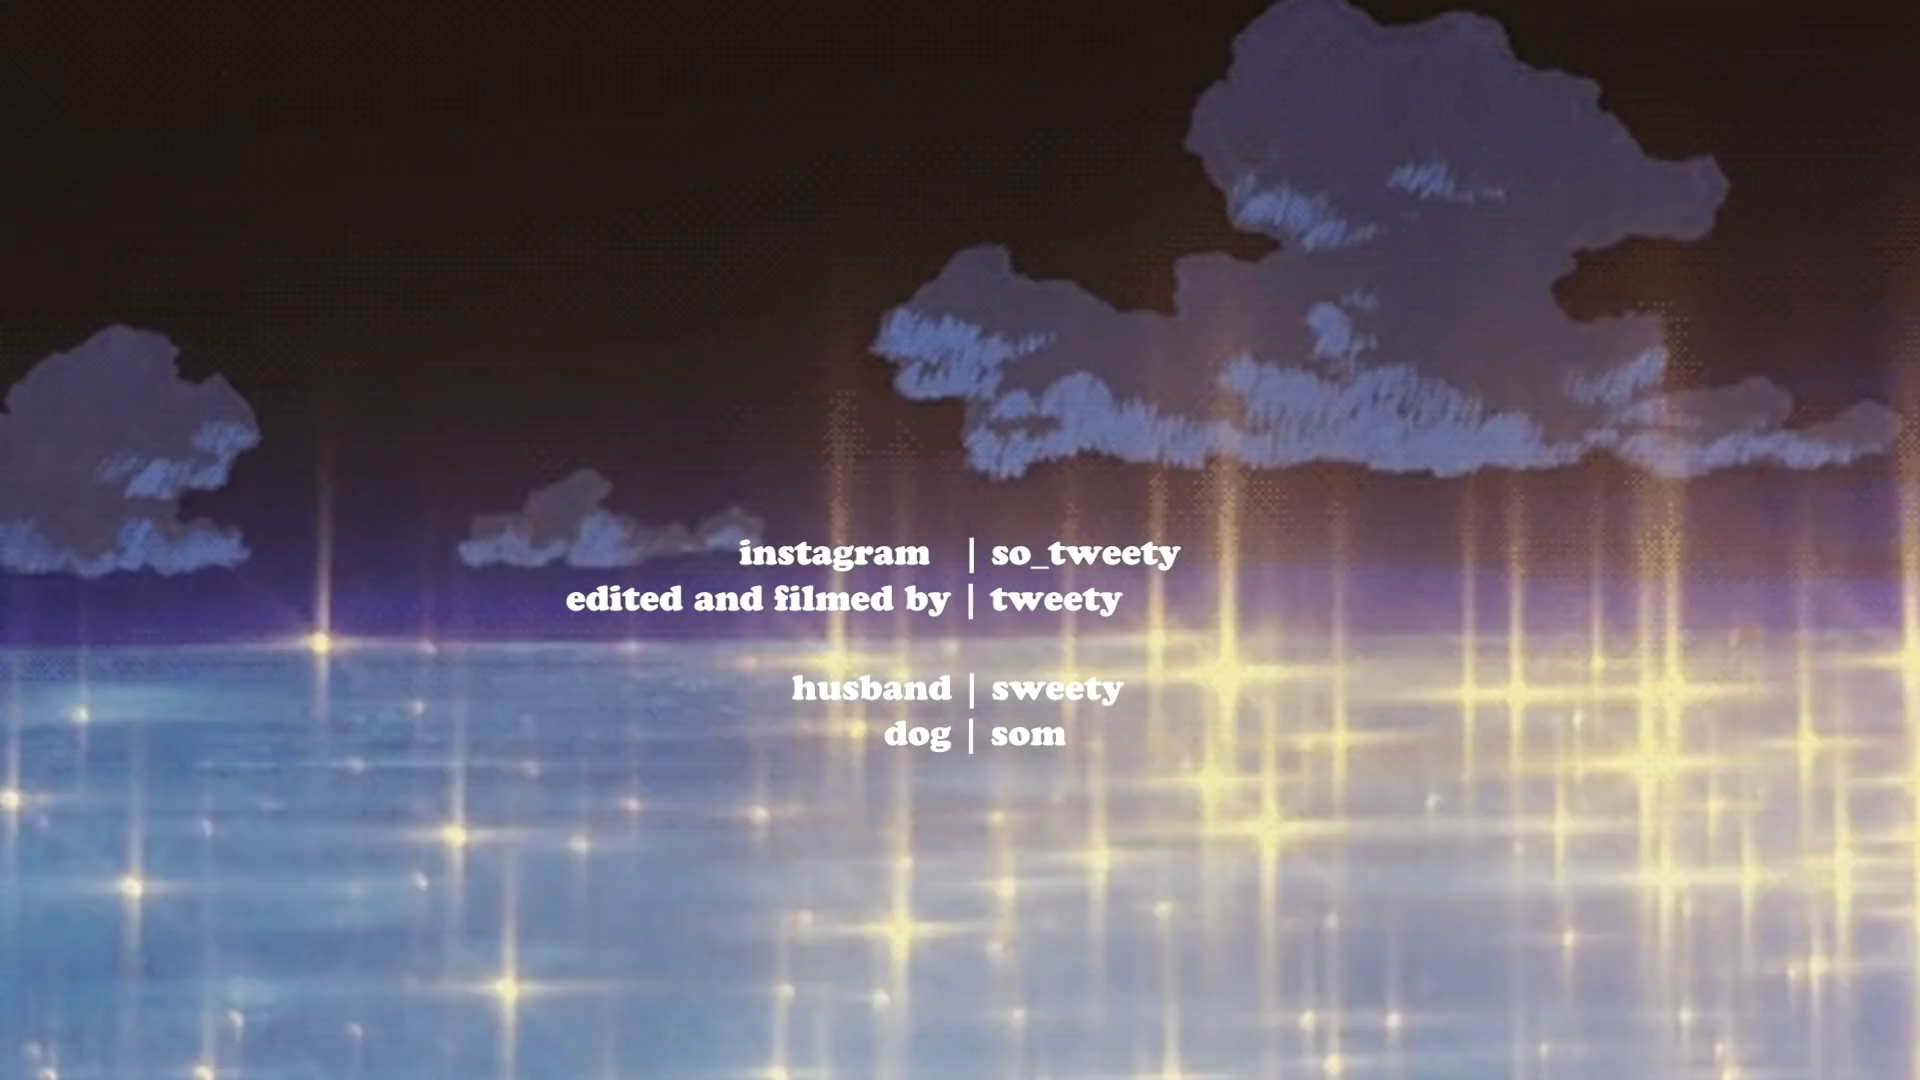 instagram | so_tweety
edited and filmed by | tweety
husband | sweety
dog | som